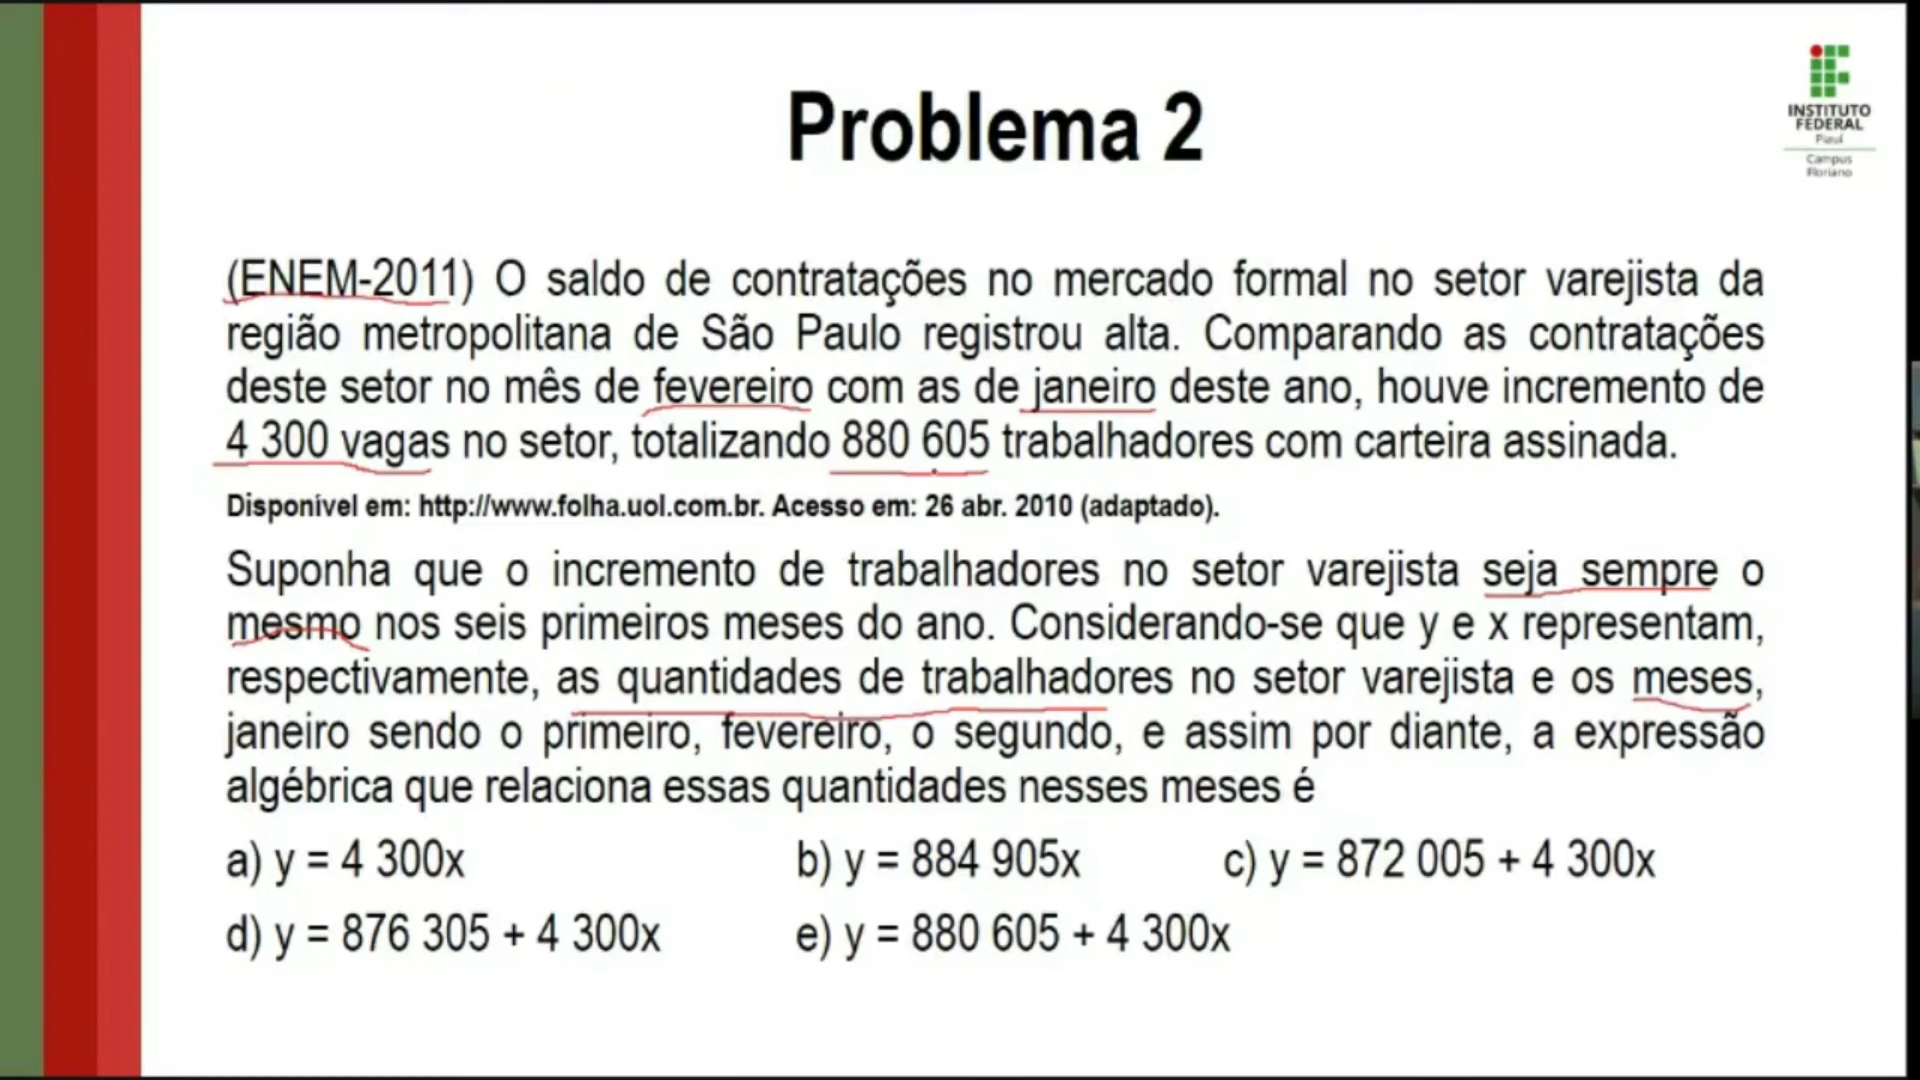 Problema 2
INSTITUTO
FEDERAL
Piauí
Campus
Floriano
(ENEM-2011) O saldo de contratações no mercado formal no setor varejista da
região metropolitana de São Paulo registrou alta. Comparando as contratações
deste setor no mês de fevereiro com as de janeiro deste ano, houve incremento de
4 300 vagas no setor, totalizando 880 605 trabalhadores com carteira assinada.
Disponível em: http://www.folha.uol.com.br. Acesso em: 26 abr. 2010 (adaptado).
Suponha que o incremento de trabalhadores no setor varejista seja sempre o
mesmo nos seis primeiros meses do ano. Considerando-se que y e x representam,
respectivamente, as quantidades de trabalhadores no setor varejista e os meses,
janeiro sendo o primeiro, fevereiro, o segundo, e assim por diante, a expressão
algébrica que relaciona essas quantidades nesses meses é
a) y = 4 300x b) y = 884 905x c) y = 872 005 + 4 300x
d) y = 876 305 + 4 300x e) y = 880 605 + 4 300x